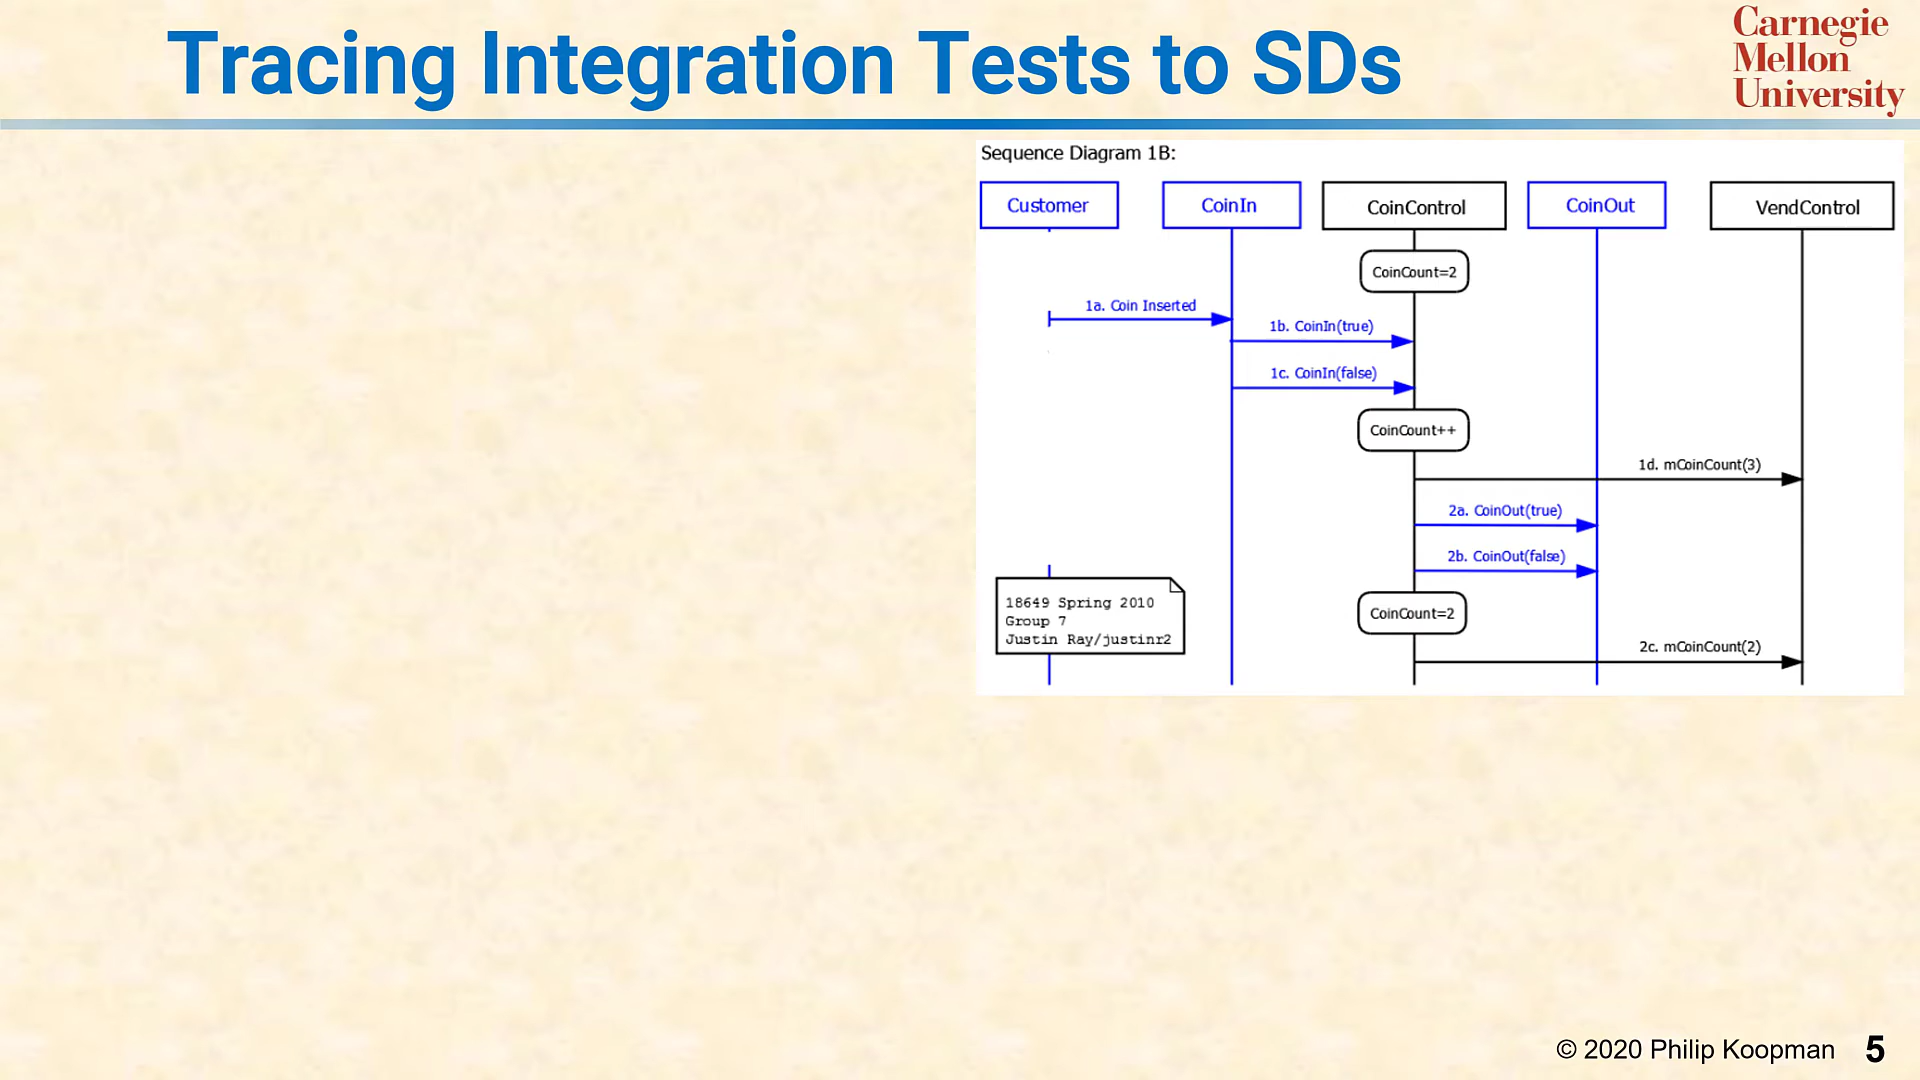 Tracing Integration Tests to SDs
Carnegie
Mellon
University
Sequence Diagram 1B:
Customer
CoinIn
CoinControl
CoinOut
VendControl
CoinCount=2
1a. Coin Inserted
1b. CoinIn(true)
1c. CoinIn(false)
CoinCount++
1d. mCoinCount(3)
2a. CoinOut(true)
2b. CoinOut(false)
18649 Spring 2010
Group 7
Justin Ray/justinr2
CoinCount=2
2c. mCoinCount(2)
© 2020 Philip Koopman 5